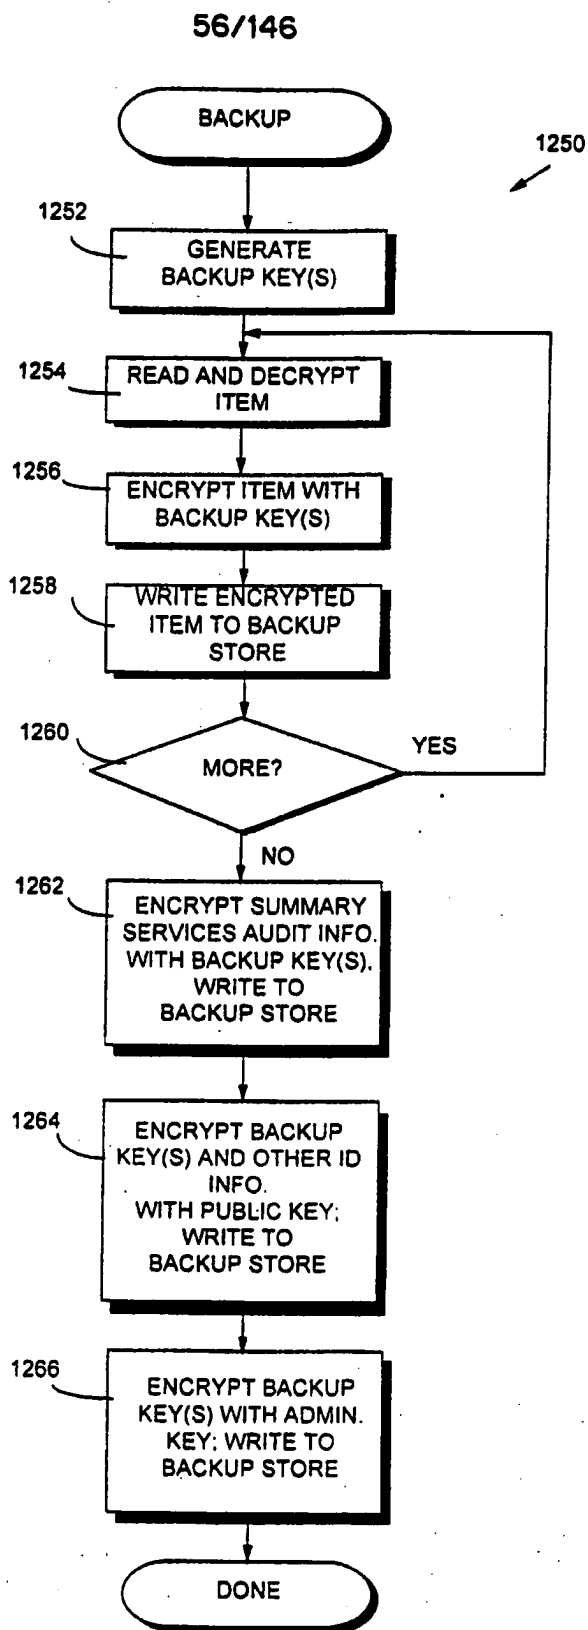 56/146
BACKUP
1250
1252
GENERATE
BACKUP KEY(S)
1254
READ AND DECRYPT
ITEM
1256
ENCRYPT ITEM WITH
BACKUP KEY(S)
1258
WRITE ENCRYPTED
ITEM TO BACKUP
STORE
1260
MORE?
YES
NO
1262
ENCRYPT SUMMARY
SERVICES AUDIT INFO.
WITH BACKUP KEY(S).
WRITE TO
BACKUP STORE
1264
ENCRYPT BACKUP
KEY(S) AND OTHER ID
INFO.
WITH PUBLIC KEY;
WRITE TO
BACKUP STORE
1266
ENCRYPT BACKUP
KEY(S) WITH ADMIN.
KEY; WRITE TO
BACKUP STORE
DONE